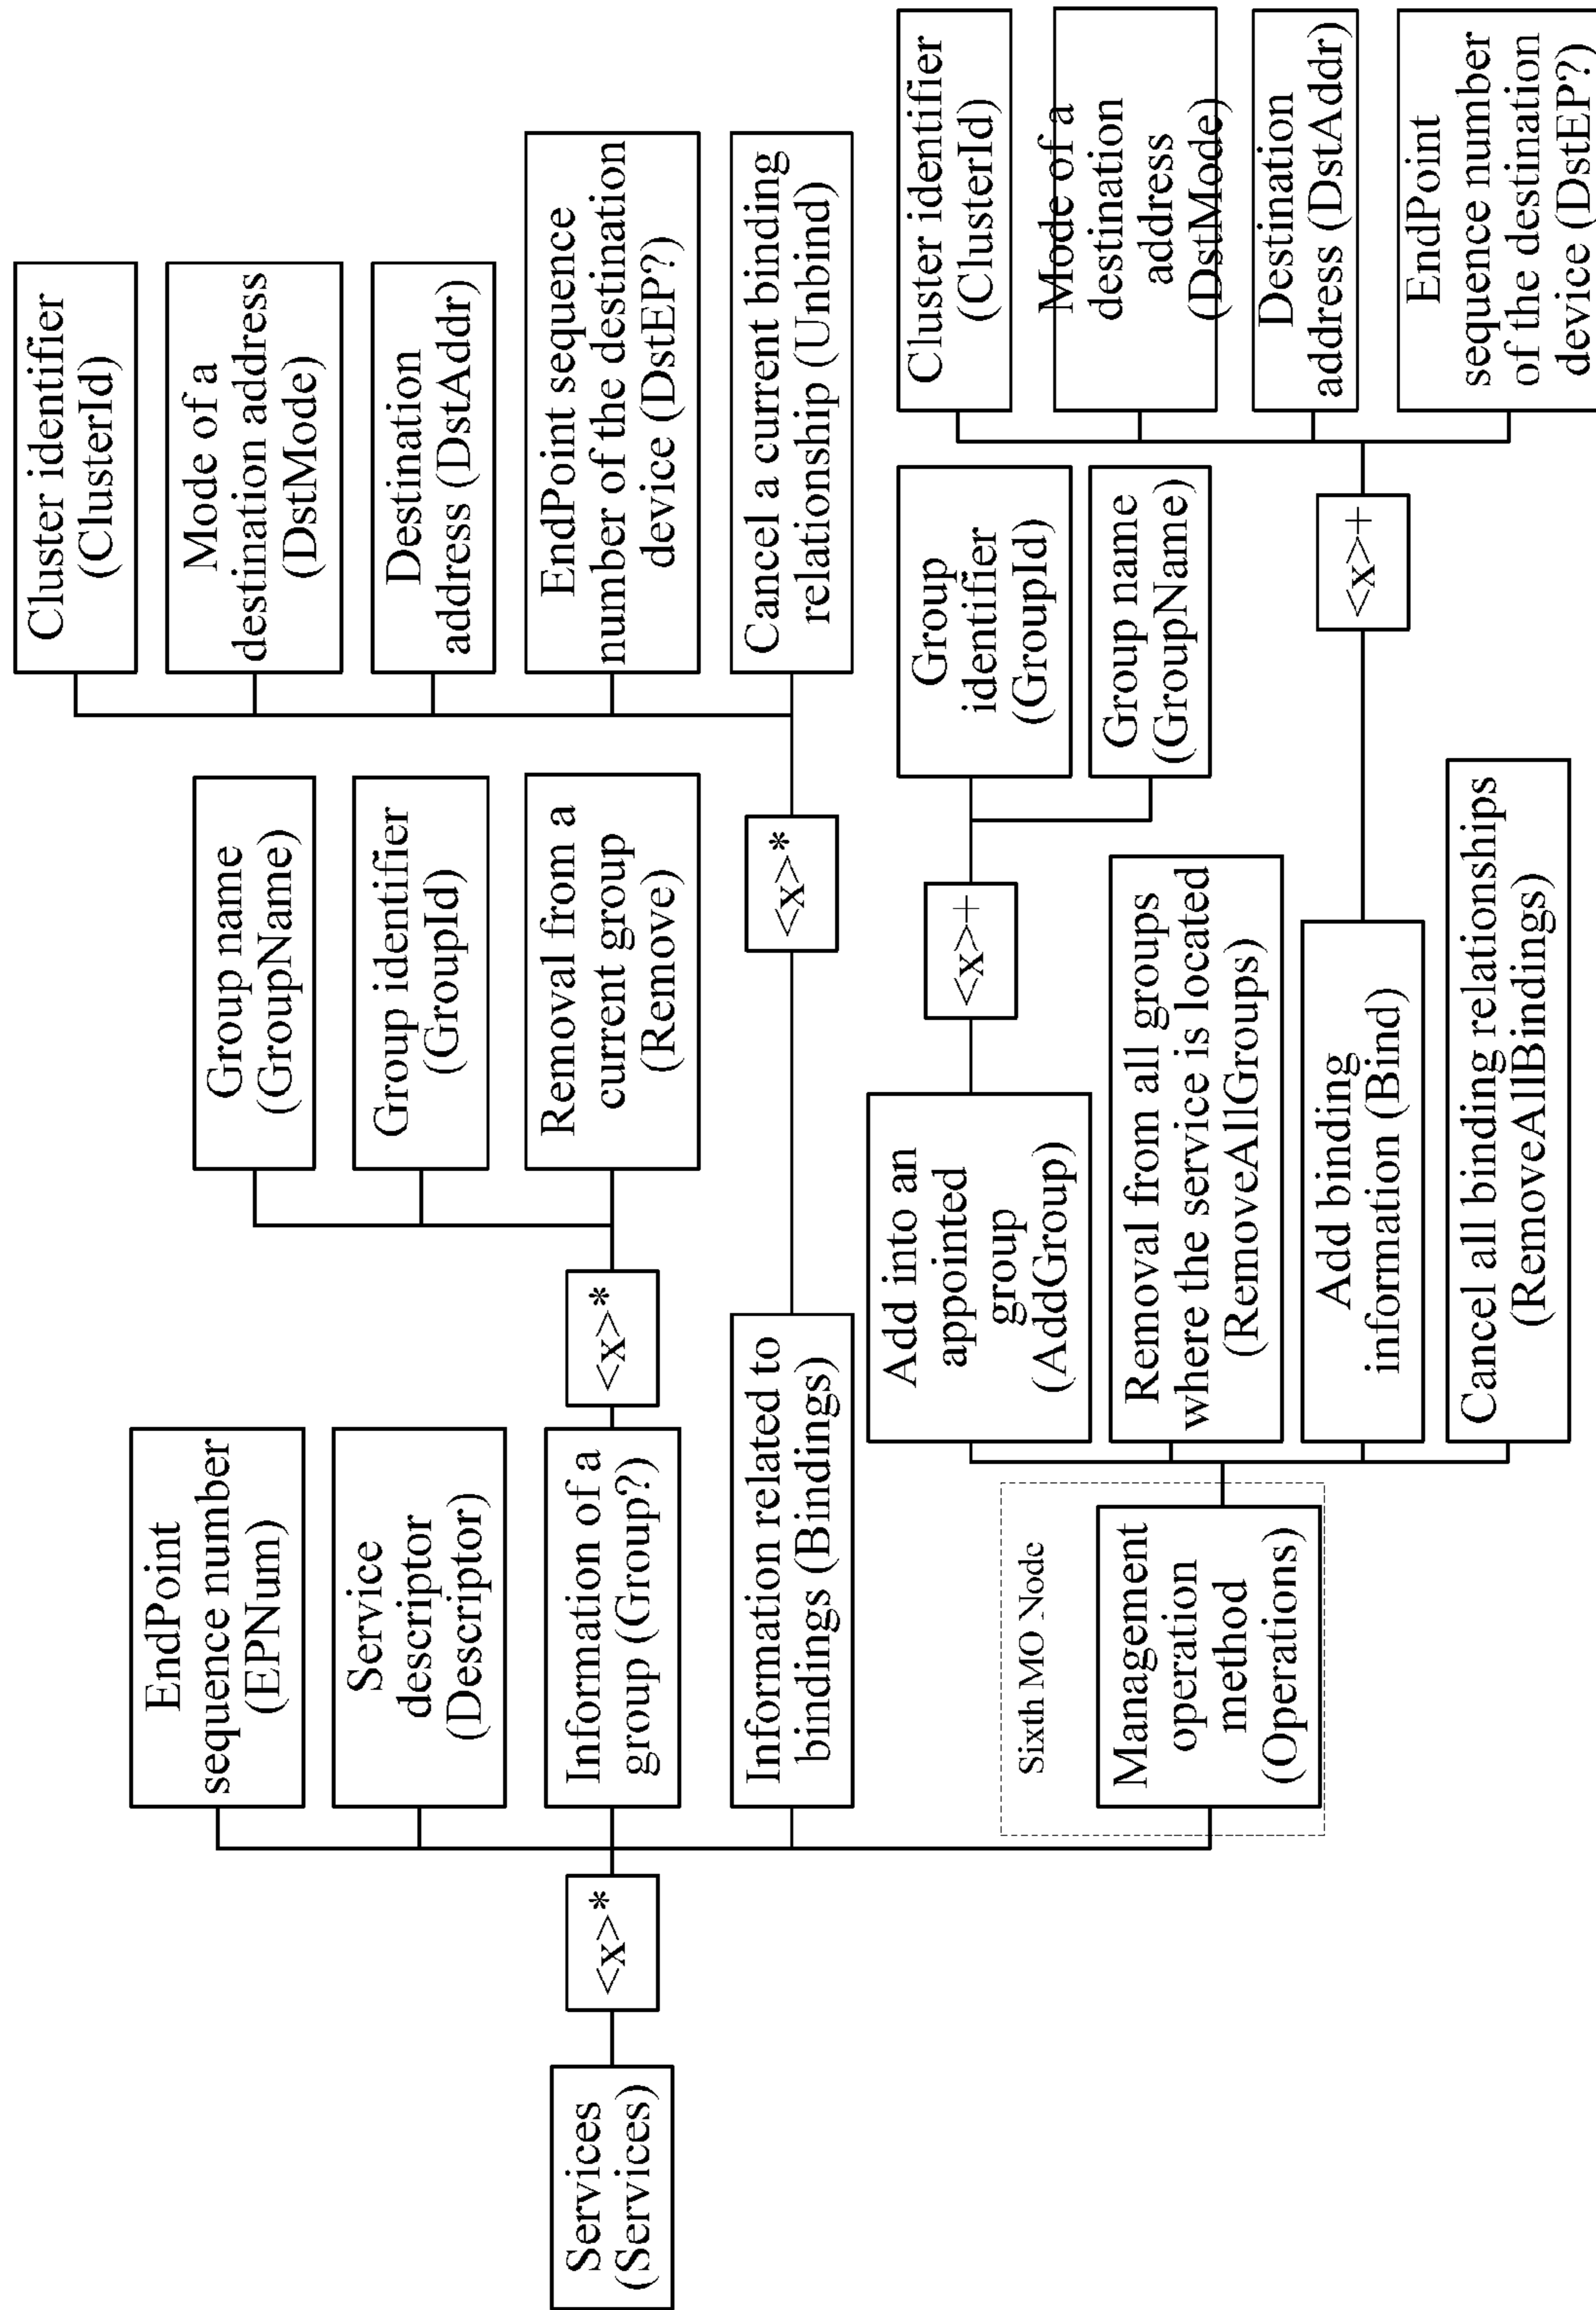 Services
(Services)
<x>*
EndPoint
sequence number
(EPNum)
Service
descriptor
(Descriptor)
Information of a
group (Group?)
<x>*
Group name
(GroupName)
Group identifier
(GroupId)
Removal from a
current group
(Remove)
Information related to
bindings (Bindings)
<x>*
Cluster identifier
(ClusterId)
Mode of a
destination address
(DstMode)
Destination
address (DstAddr)
EndPoint sequence
number of the destination
device (DstEP?)
Cancel a current binding
relationship (Unbind)
Sixth MO Node
Management
operation
method
(Operations)
Add into an
appointed
group
(AddGroup)
<x>+
Group
identifier
(GroupId)
Group name
(GroupName)
Removal from all groups
where the service is located
(RemoveAllGroups)
Add binding
information (Bind)
<x>+
Cluster identifier
(ClusterId)
Mode of a
destination
address
(DstMode)
Destination
address (DstAddr)
EndPoint
sequence number
of the destination
device (DstEP?)
Cancel all binding relationships
(RemoveAllBindings)